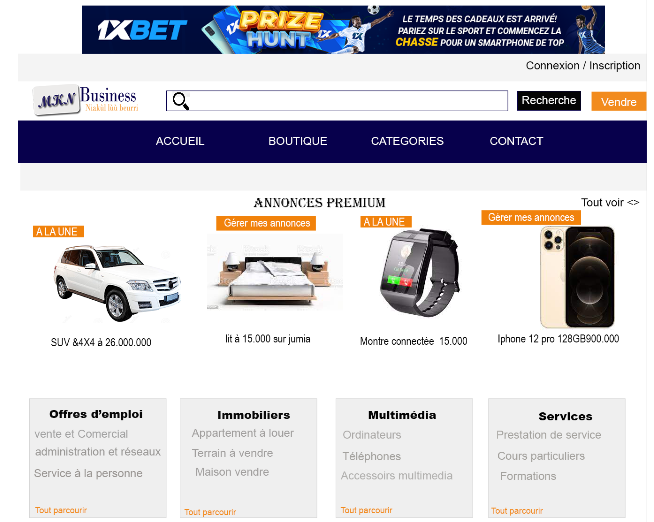 1XBET PRIZE HUNT LE TEMPS DES CADEAUX EST ARRIVÉ!
PARIEZ SUR LE SPORT ET COMMENCEZ LA
CHASSE POUR UN SMARTPHONE DE TOP
Connexion / Inscription
MKN Business
Recherche Vendre
ACCUEIL BOUTIQUE CATEGORIES CONTACT
ANNONCES PREMIUM Tout voir <>
A LA UNE Gèrer mes annonces A LA UNE Gèrer mes annonces
SUV &4X4 à 26.000.000 lit à 15.000 sur jumia Montre connectée 15.000 Iphone 12 pro 128GB900.000
Offres d'emploi
vente et Comercial
administration et réseaux
Service à la personne
Tout parcourir
Immobiliers
Appartement à louer
Terrain à vendre
Maison vendre
Tout parcourir
Multimédia
Ordinateurs
Téléphones
Accessoirs multimedia
Tout parcourir
Services
Prestation de service
Cours particuliers
Formations
Tout parcourir